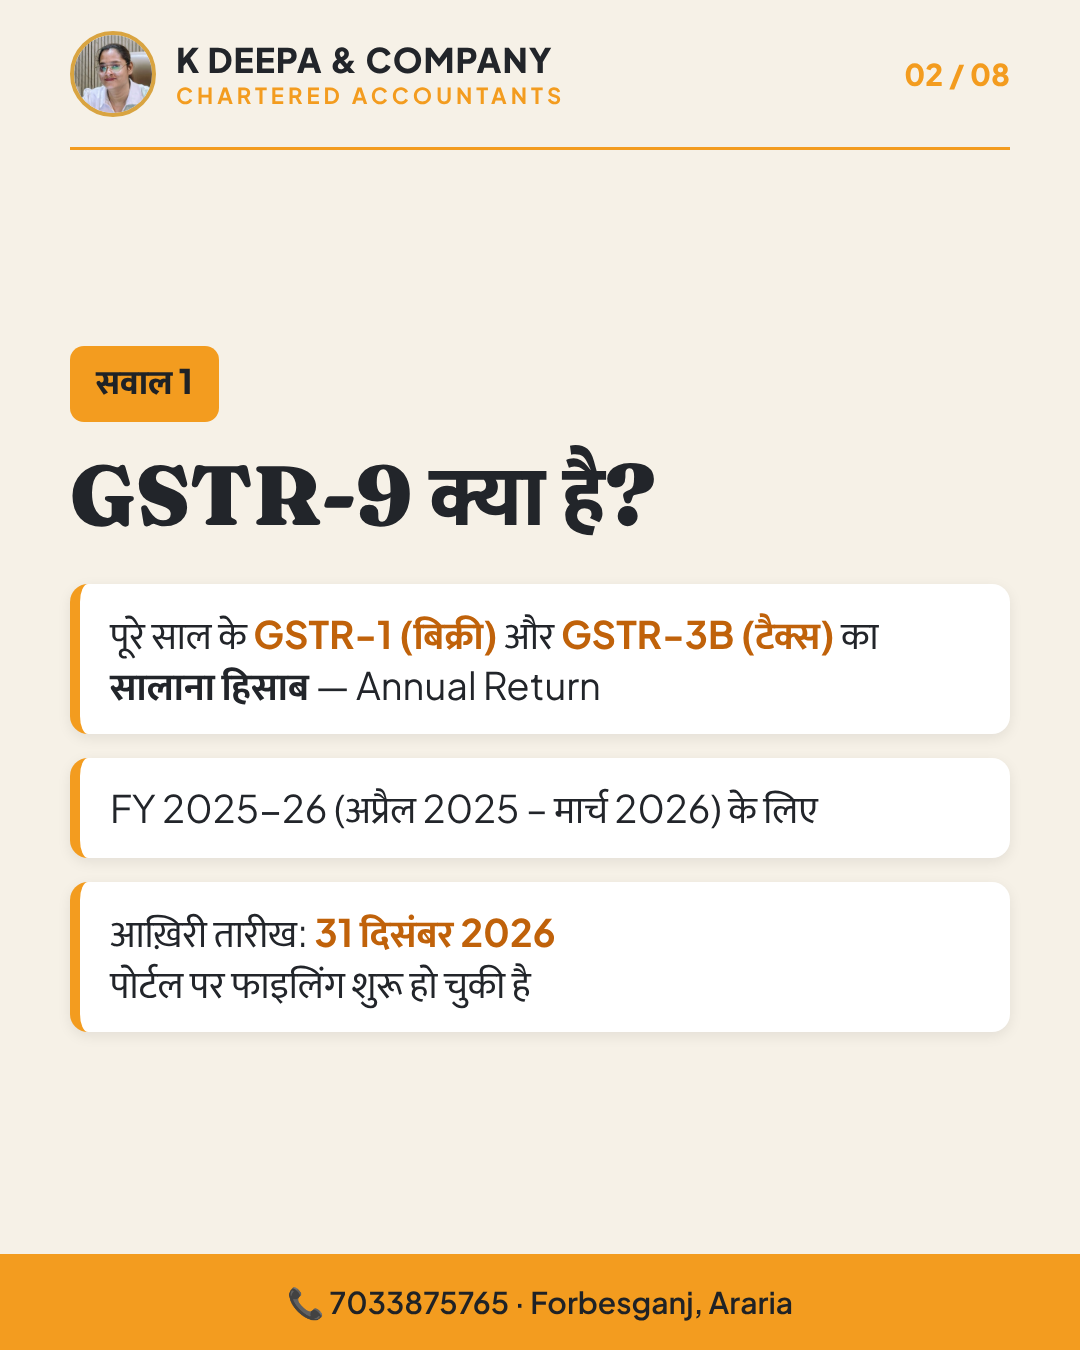 K DEEPA & COMPANY
CHARTERED ACCOUNTANTS
02 / 08
सवाल 1
GSTR-9 क्या है?
पूरे साल के GSTR-1 (बिक्री) और GSTR-3B (टैक्स) का
सालाना हिसाब — Annual Return
FY 2025–26 (अप्रैल 2025 – मार्च 2026) के लिए
आख़िरी तारीख: 31 दिसंबर 2026
पोर्टल पर फाइलिंग शुरू हो चुकी है
📞 7033875765 · Forbesganj, Araria